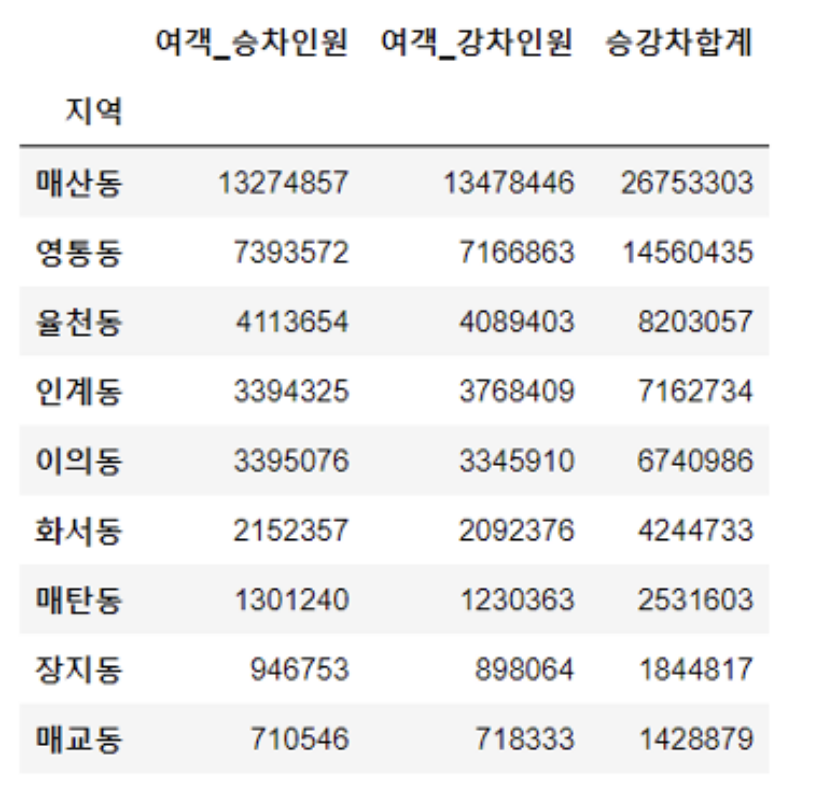 여객_승차인원 여객_강차인원 승강차합계
지역
매산동 13274857 13478446 26753303
영통동 7393572 7166863 14560435
율천동 4113654 4089403 8203057
인계동 3394325 3768409 7162734
이의동 3395076 3345910 6740986
화서동 2152357 2092376 4244733
매탄동 1301240 1230363 2531603
장지동 946753 898064 1844817
매교동 710546 718333 1428879